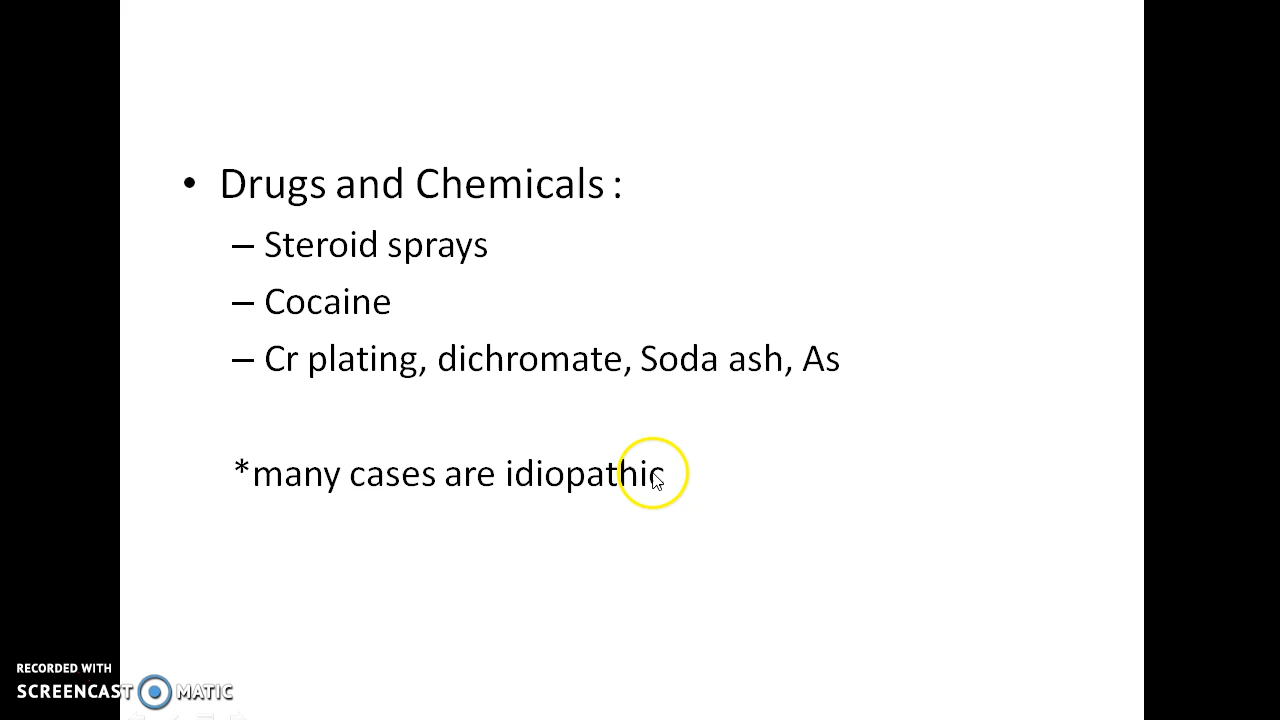 • Drugs and Chemicals :
– Steroid sprays
– Cocaine
– Cr plating, dichromate, Soda ash, As
*many cases are idiopathic
RECORDED WITH
SCREENCAST MATIC